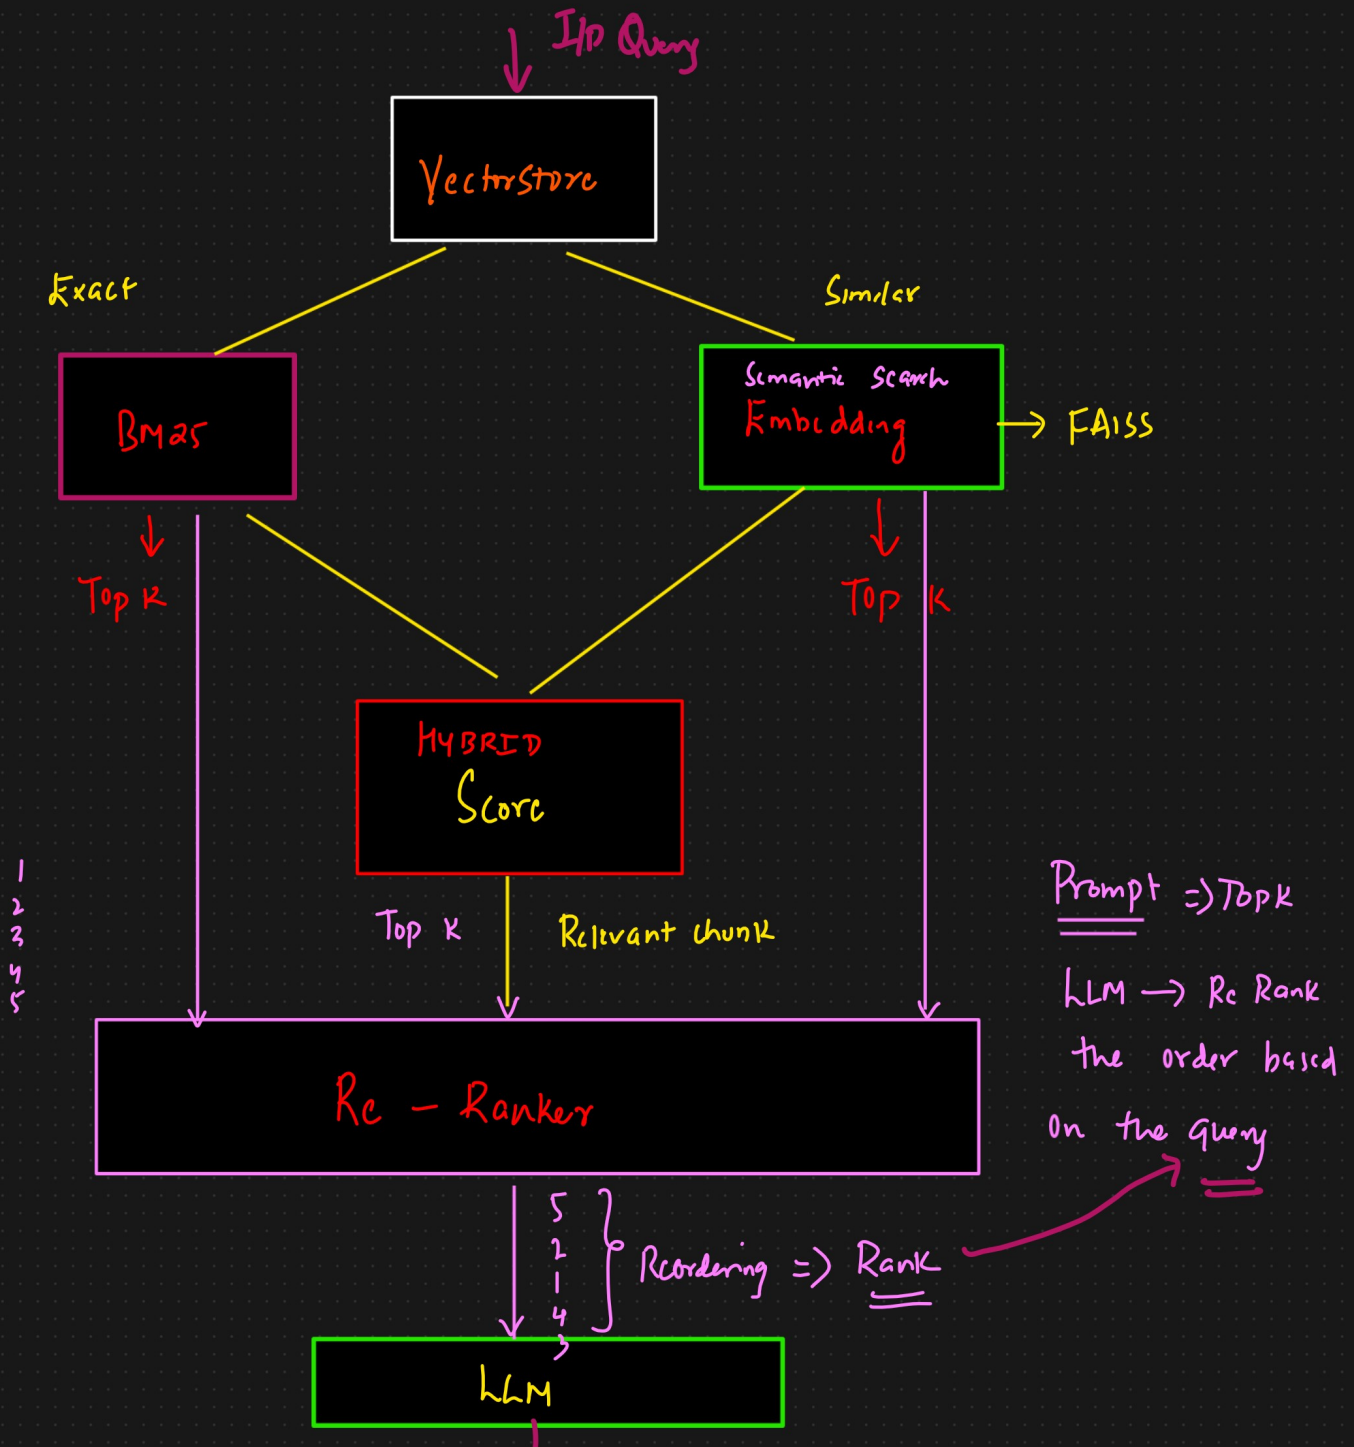 I/P Query
VectorStore
Exact
Similar
BM25
Semantic Search
Embedding
→ FAISS
Top K
Top K
HYBRID
Score
Top K
Relevant chunk
1
2
3
4
5
Prompt => Top K
LLM → Re Rank
the order based
on the query
Re - Ranker
5
2
1
4
3
Reordering => Rank
LLM